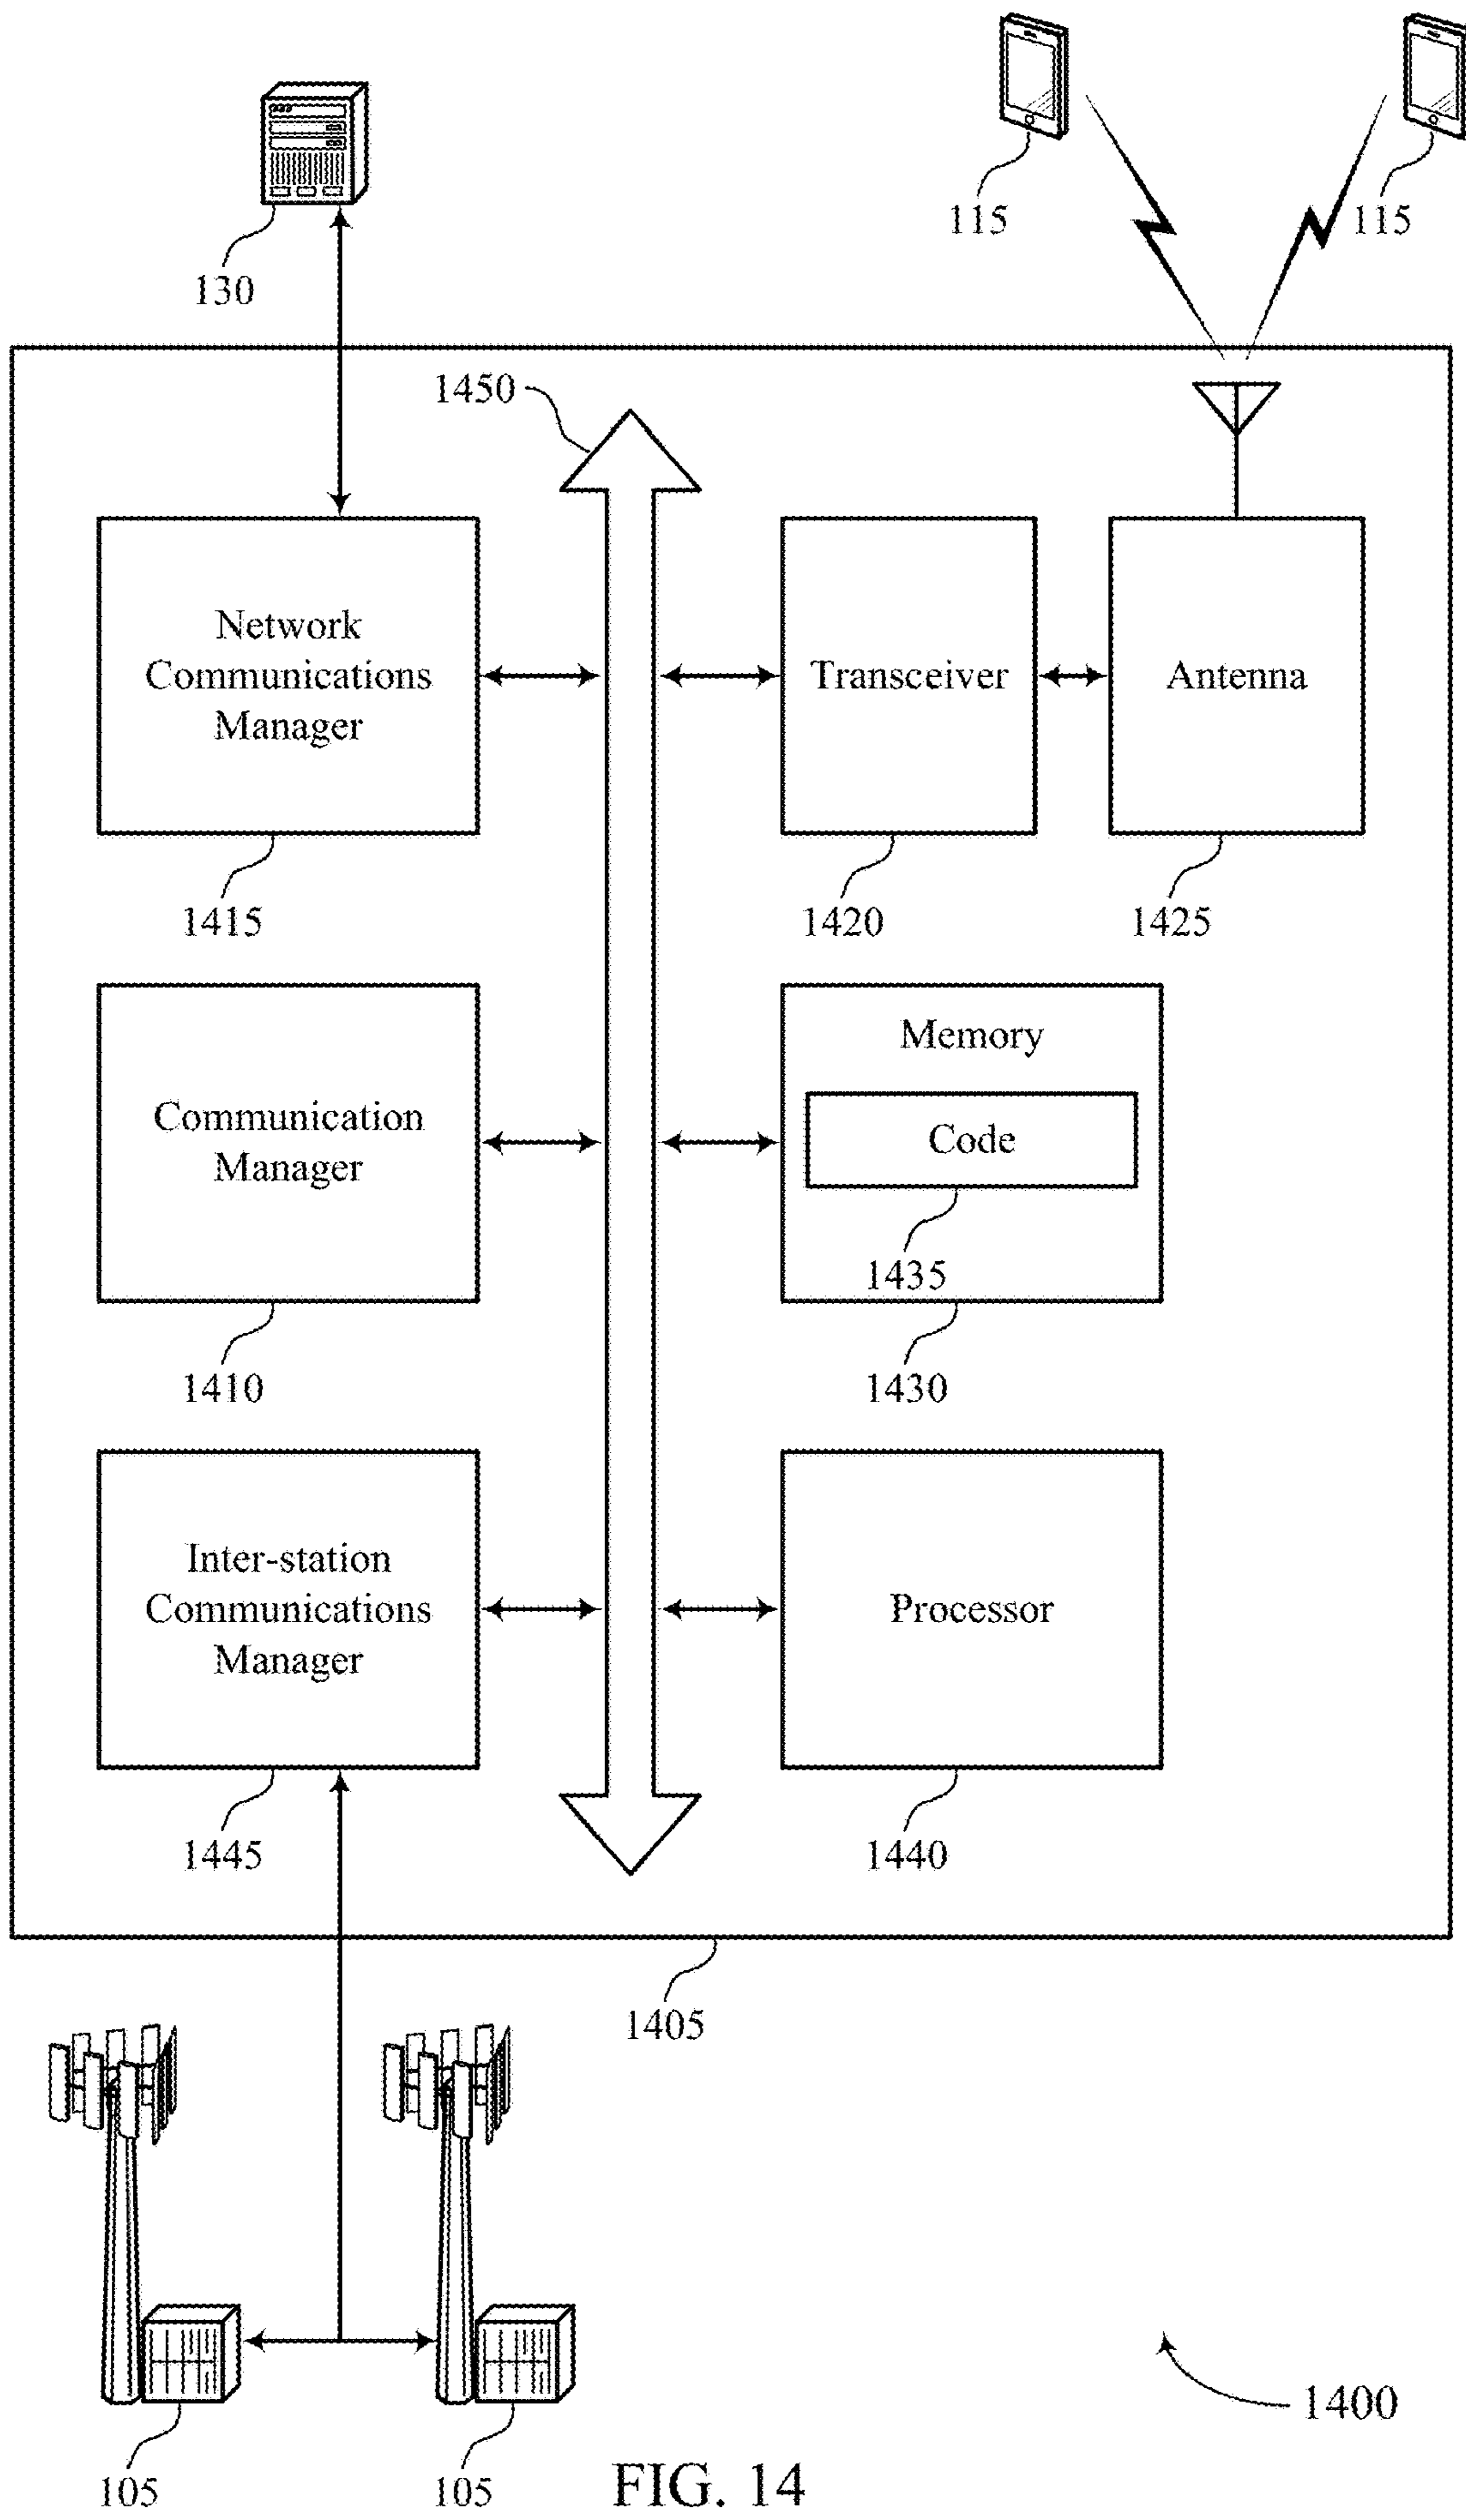 115
115
130
1450
Network
Communications
Manager
Transceiver
Antenna
1415
1420
1425
Communication
Manager
Memory
Code
1435
1410
1430
Inter-station
Communications
Manager
Processor
1445
1440
1405
1400
105
105
FIG. 14